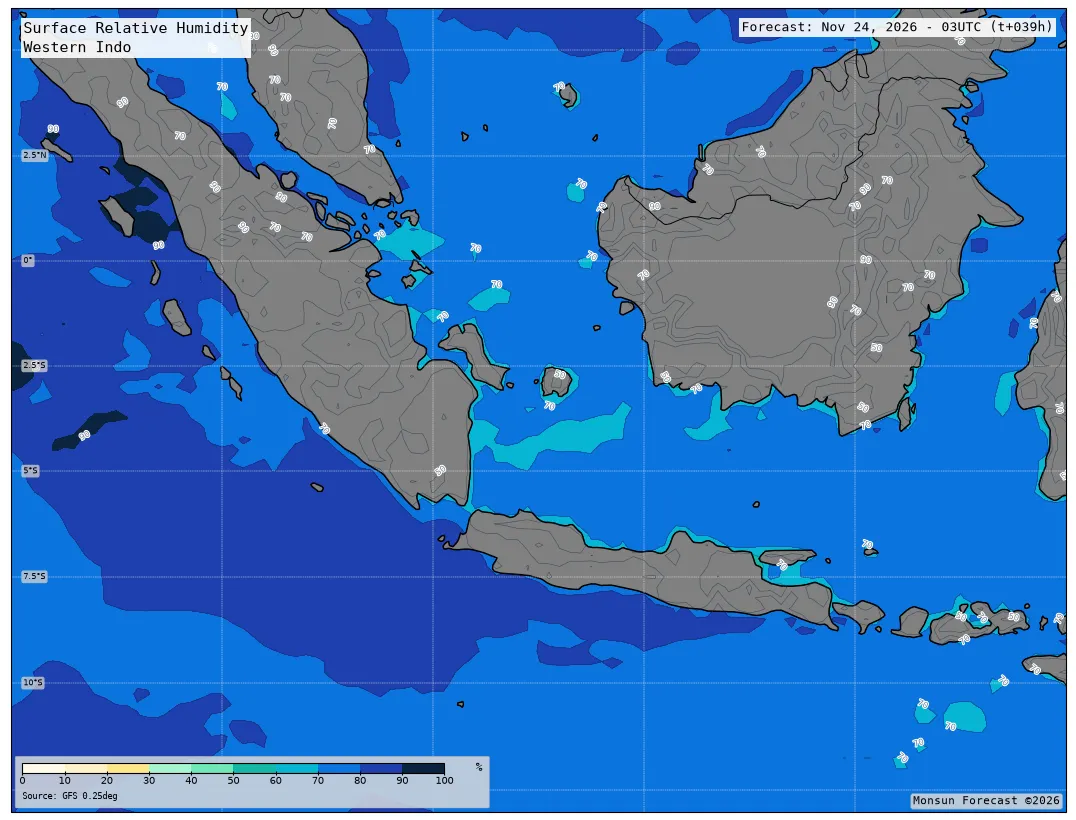 Surface Relative Humidity
Western Indo
Forecast: Nov 24, 2026 - 03UTC (t+039h)
2.5°N
0°
2.5°S
5°S
7.5°S
10°S
%
0 10 20 30 40 50 60 70 80 90 100
Source: GFS 0.25deg
Monsun Forecast ©2026